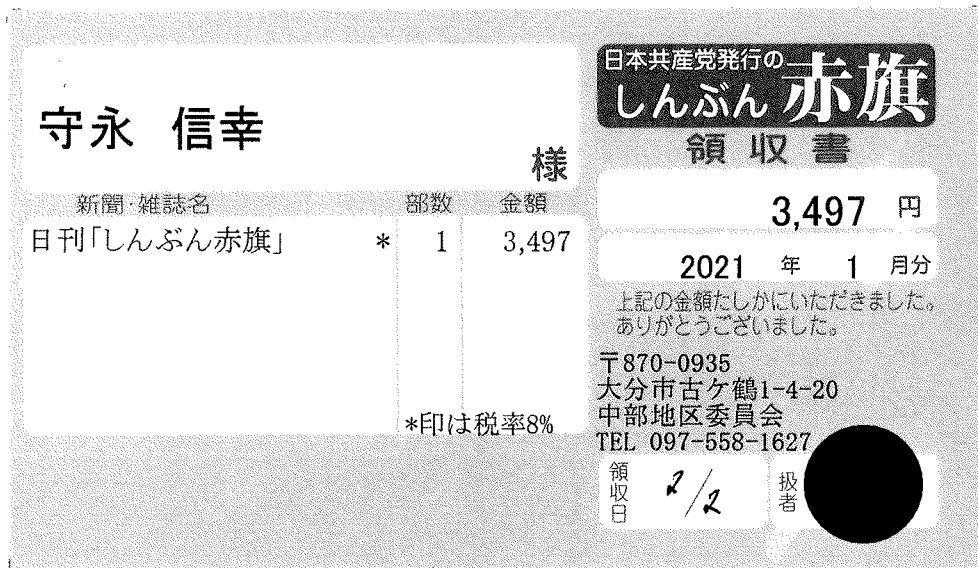 守永 信幸
様
新聞・雑誌名 部数 金額
日刊「しんぶん赤旗」 * 1 3,497
*印は税率8%
日本共産党発行の
しんぶん赤旗
領収書
3,497 円
2021 年 1 月分
上記の金額たしかにいただきました。
ありがとうございました。
〒870-0935
大分市古ケ鶴1-4-20
中部地区委員会
TEL 097-558-1627
領収日 2/2
扱者